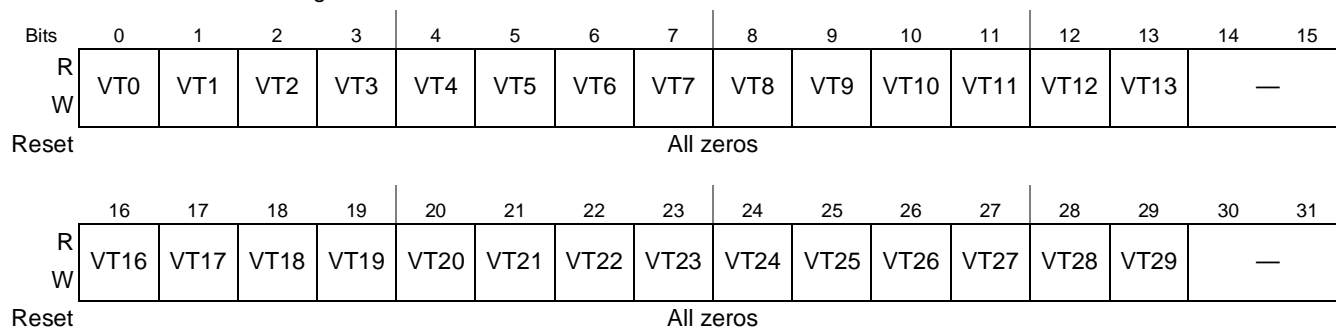 Bits 0 1 2 3 4 5 6 7 8 9 10 11 12 13 14 15
R
VT0 VT1 VT2 VT3 VT4 VT5 VT6 VT7 VT8 VT9 VT10 VT11 VT12 VT13 —
W
Reset All zeros
16 17 18 19 20 21 22 23 24 25 26 27 28 29 30 31
R
VT16 VT17 VT18 VT19 VT20 VT21 VT22 VT23 VT24 VT25 VT26 VT27 VT28 VT29 —
W
Reset All zeros